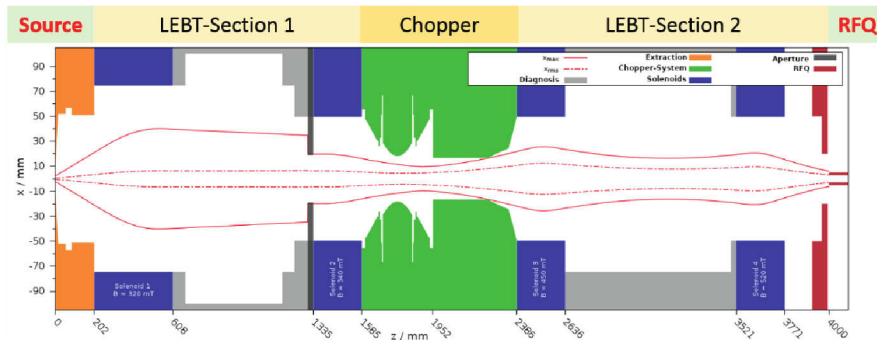 Source
LEBT-Section 1
Chopper
LEBT-Section 2
RFQ
x / mm
90
70
50
30
10
-10
-30
-50
-70
-90
xmax
xrms
Diagnosis
Extraction
Chopper-System
Solenoids
Aperture
RFQ
Solenoid 1
B = 320 mT
Solenoid 2
B = 340 mT
Solenoid 3
B = 450 mT
Solenoid 4
B = 520 mT
0
202
608
1335
1585
1952
2386
2636
3521
3771
4000
z / mm